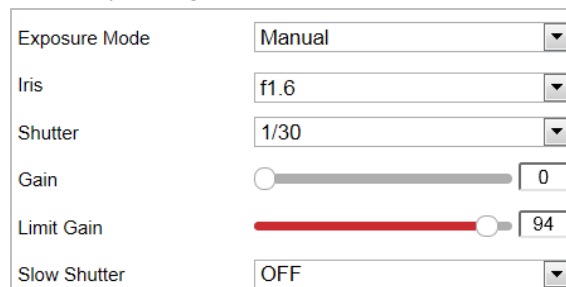 Exposure Mode Manual
Iris f1.6
Shutter 1/30
Gain 0
Limit Gain 94
Slow Shutter OFF